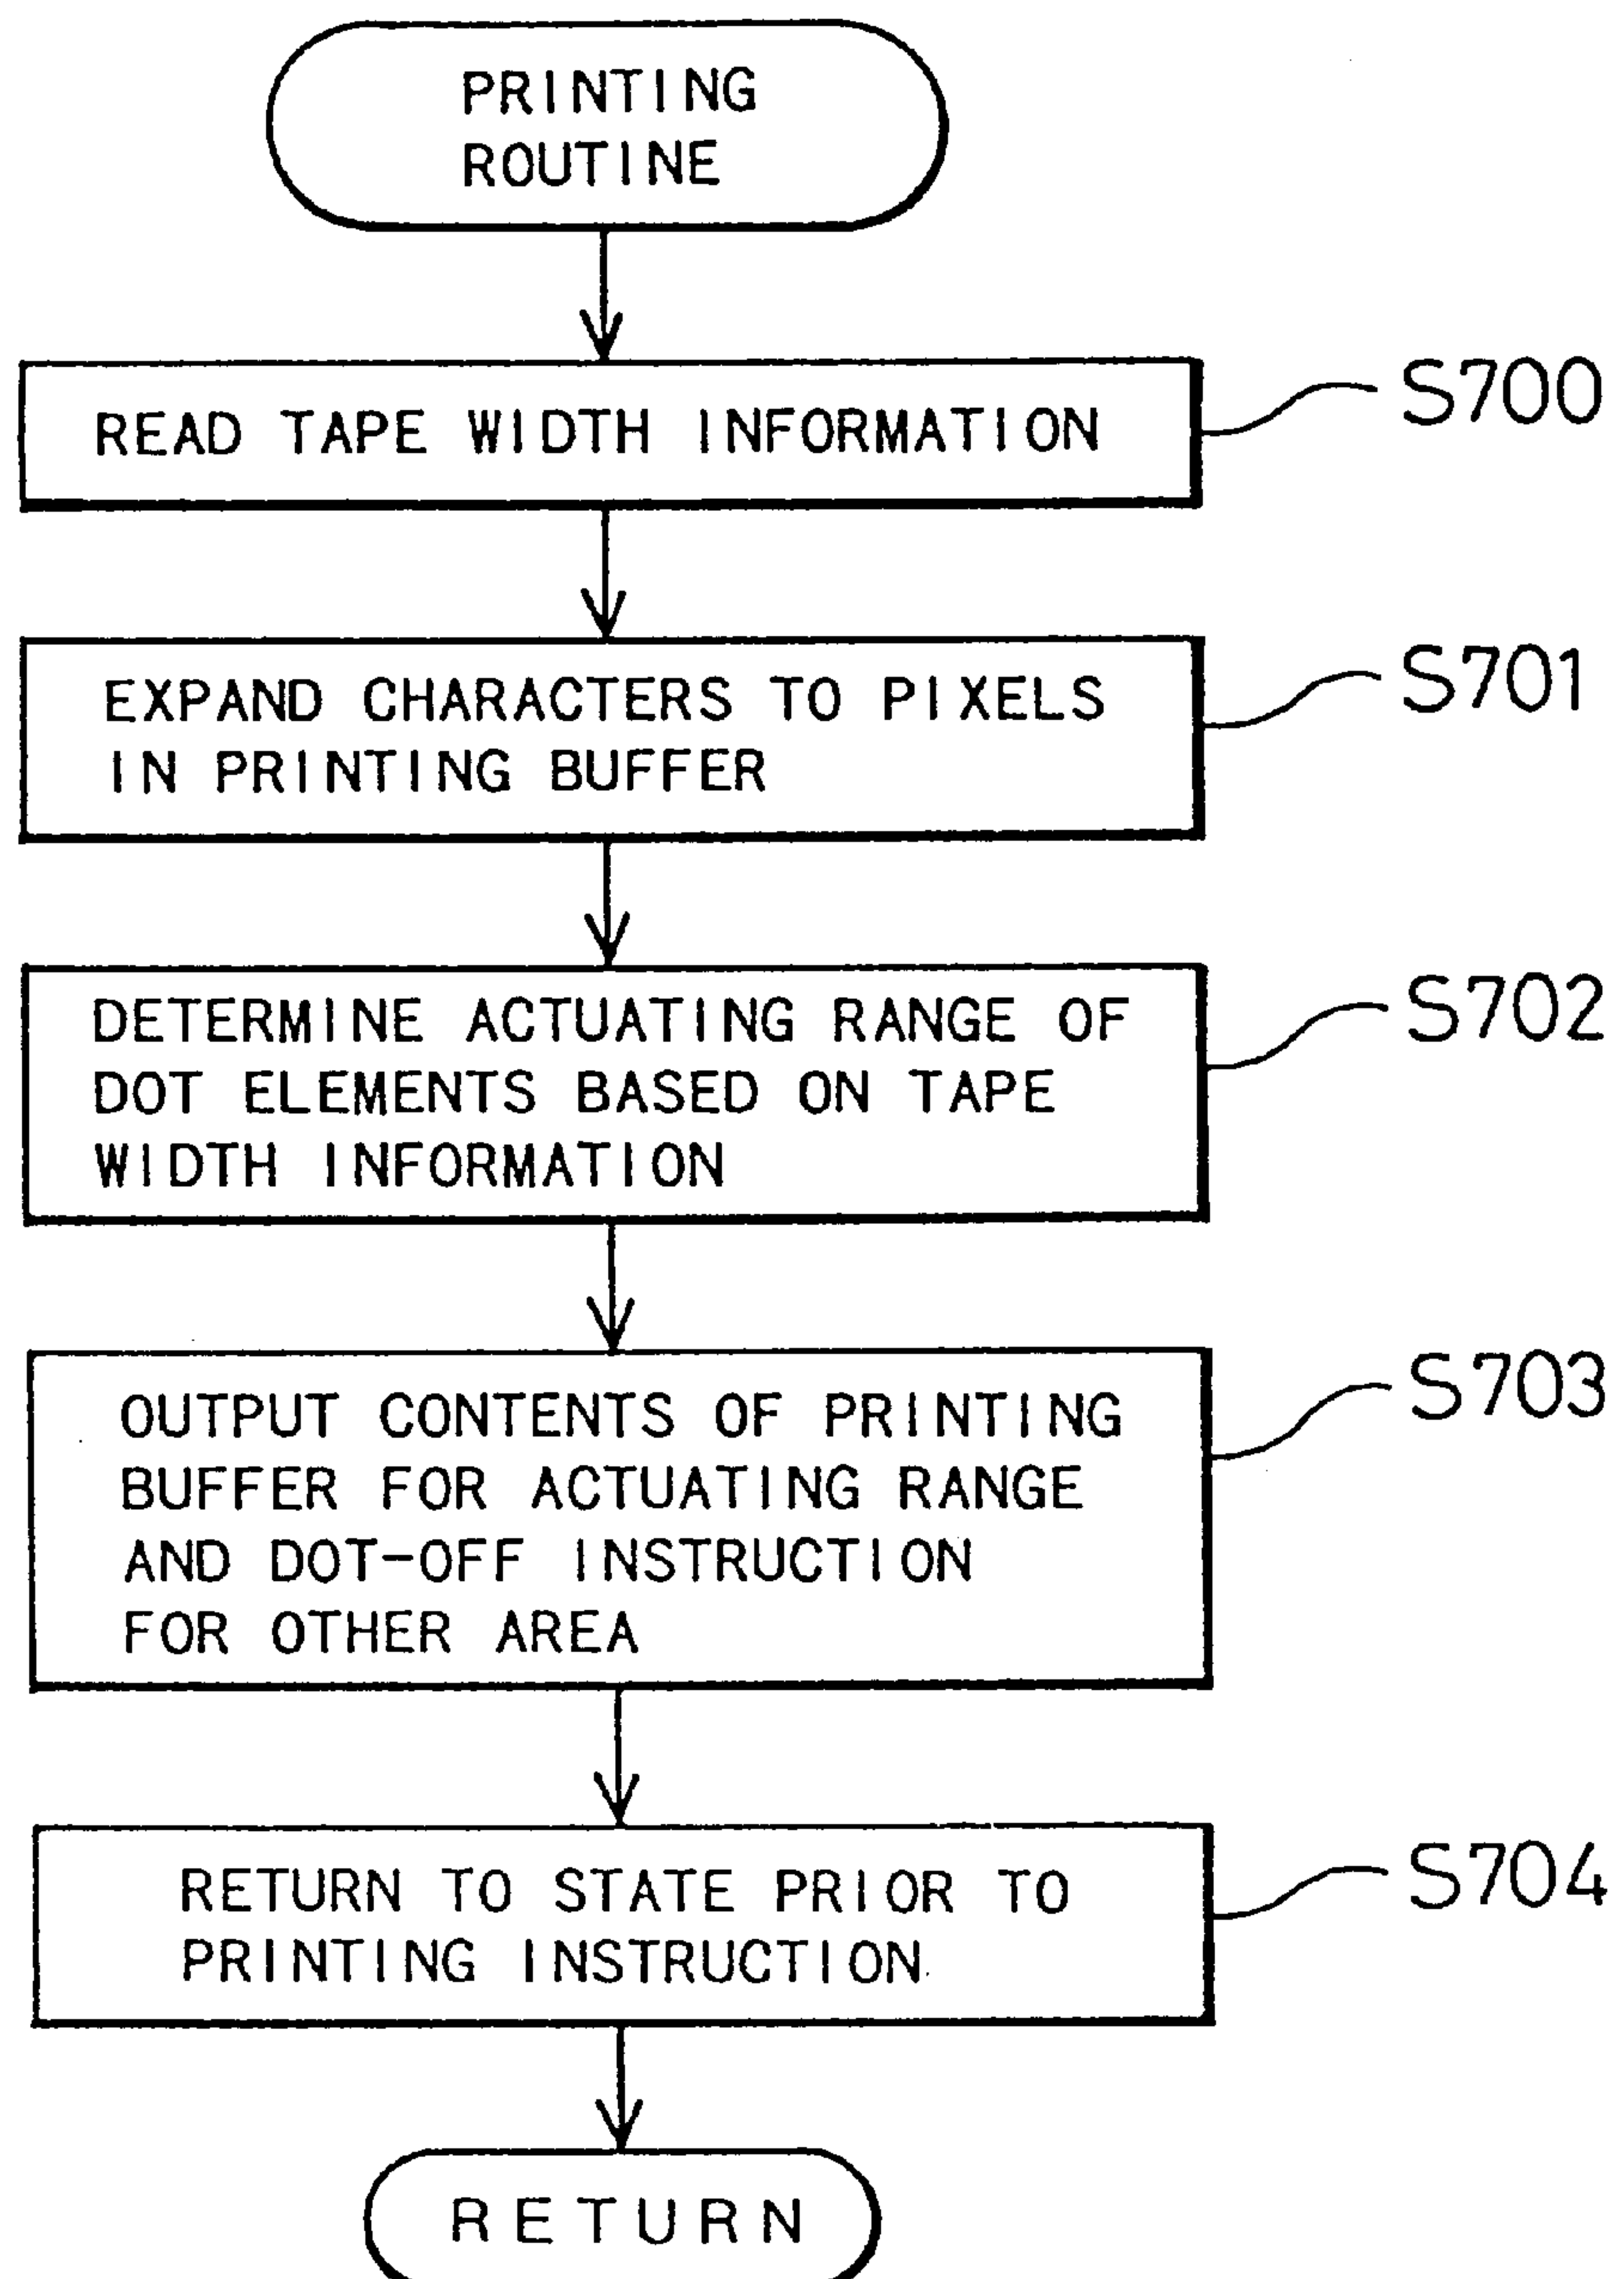 PRINTING
ROUTINE
READ TAPE WIDTH INFORMATION
S700
EXPAND CHARACTERS TO PIXELS
IN PRINTING BUFFER
S701
DETERMINE ACTUATING RANGE OF
DOT ELEMENTS BASED ON TAPE
WIDTH INFORMATION
S702
OUTPUT CONTENTS OF PRINTING
BUFFER FOR ACTUATING RANGE
AND DOT-OFF INSTRUCTION
FOR OTHER AREA
S703
RETURN TO STATE PRIOR TO
PRINTING INSTRUCTION
S704
RETURN